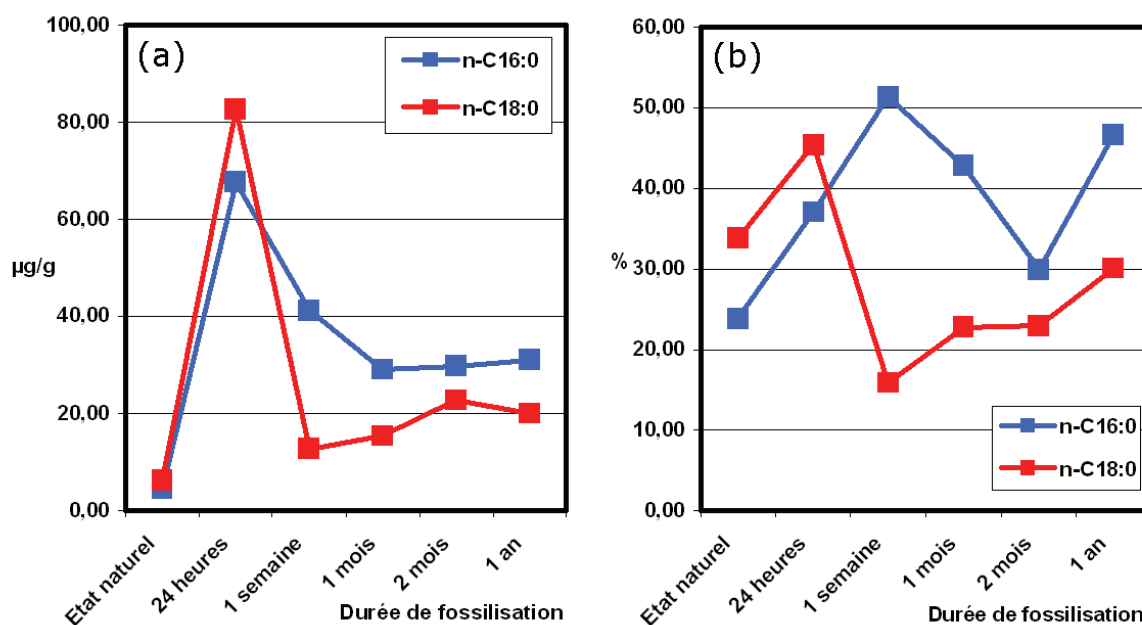 (a)
n-C16:0
n-C18:0
100,00
80,00
60,00
µg/g
40,00
20,00
0,00
Etat naturel
24 heures
1 semaine
1 mois
2 mois
1 an
Durée de fossilisation
(b)
60,00
50,00
40,00
%
30,00
20,00
10,00
0,00
n-C16:0
n-C18:0
Etat naturel
24 heures
1 semaine
1 mois
2 mois
1 an
Durée de fossilisation